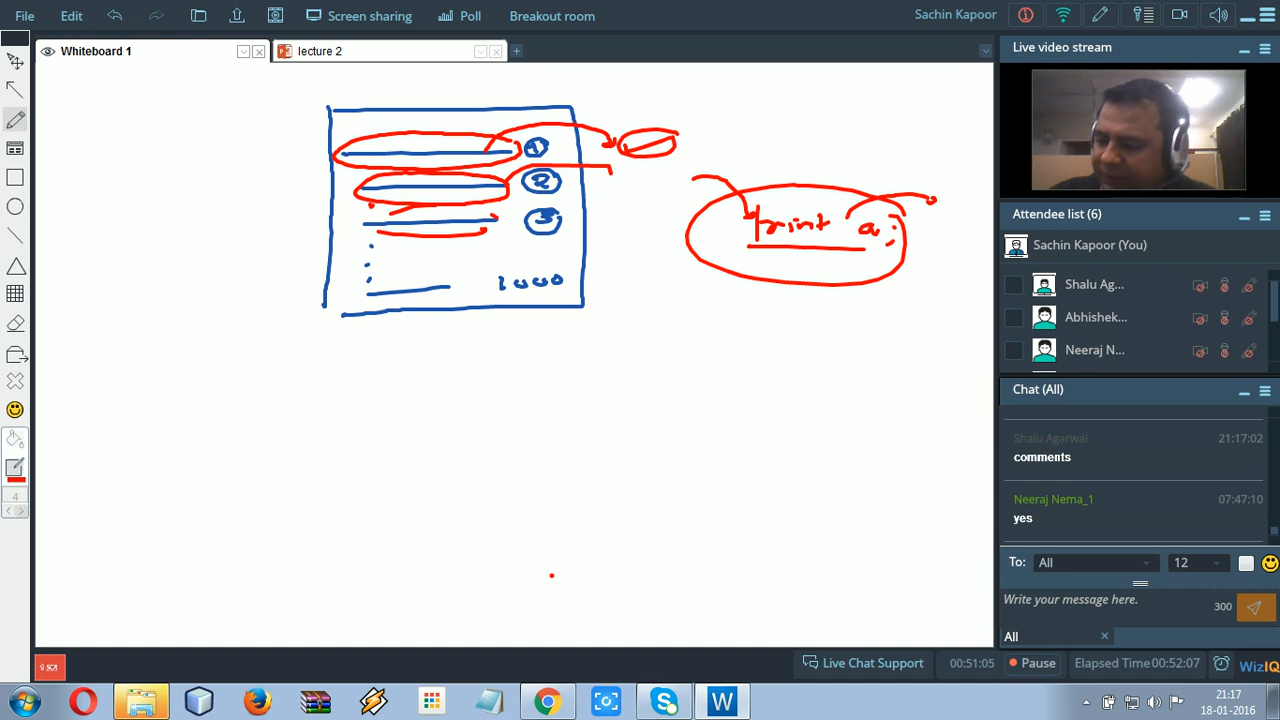 File Edit Screen sharing Poll Breakout room Sachin Kapoor
Whiteboard 1 lecture 2
Live video stream
1
2
3
1000
print a;
Attendee list (6)
Sachin Kapoor (You)
Shalu Ag...
Abhishek...
Neeraj N...
Chat (All)
Shalu Agarwal 21:17:02
comments
Neeraj Nema_1 07:47:10
yes
To: All 12
Write your message here. 300
All
4
Live Chat Support 00:51:05 Pause Elapsed Time 00:52:07 WizIQ
21:17
18-01-2016